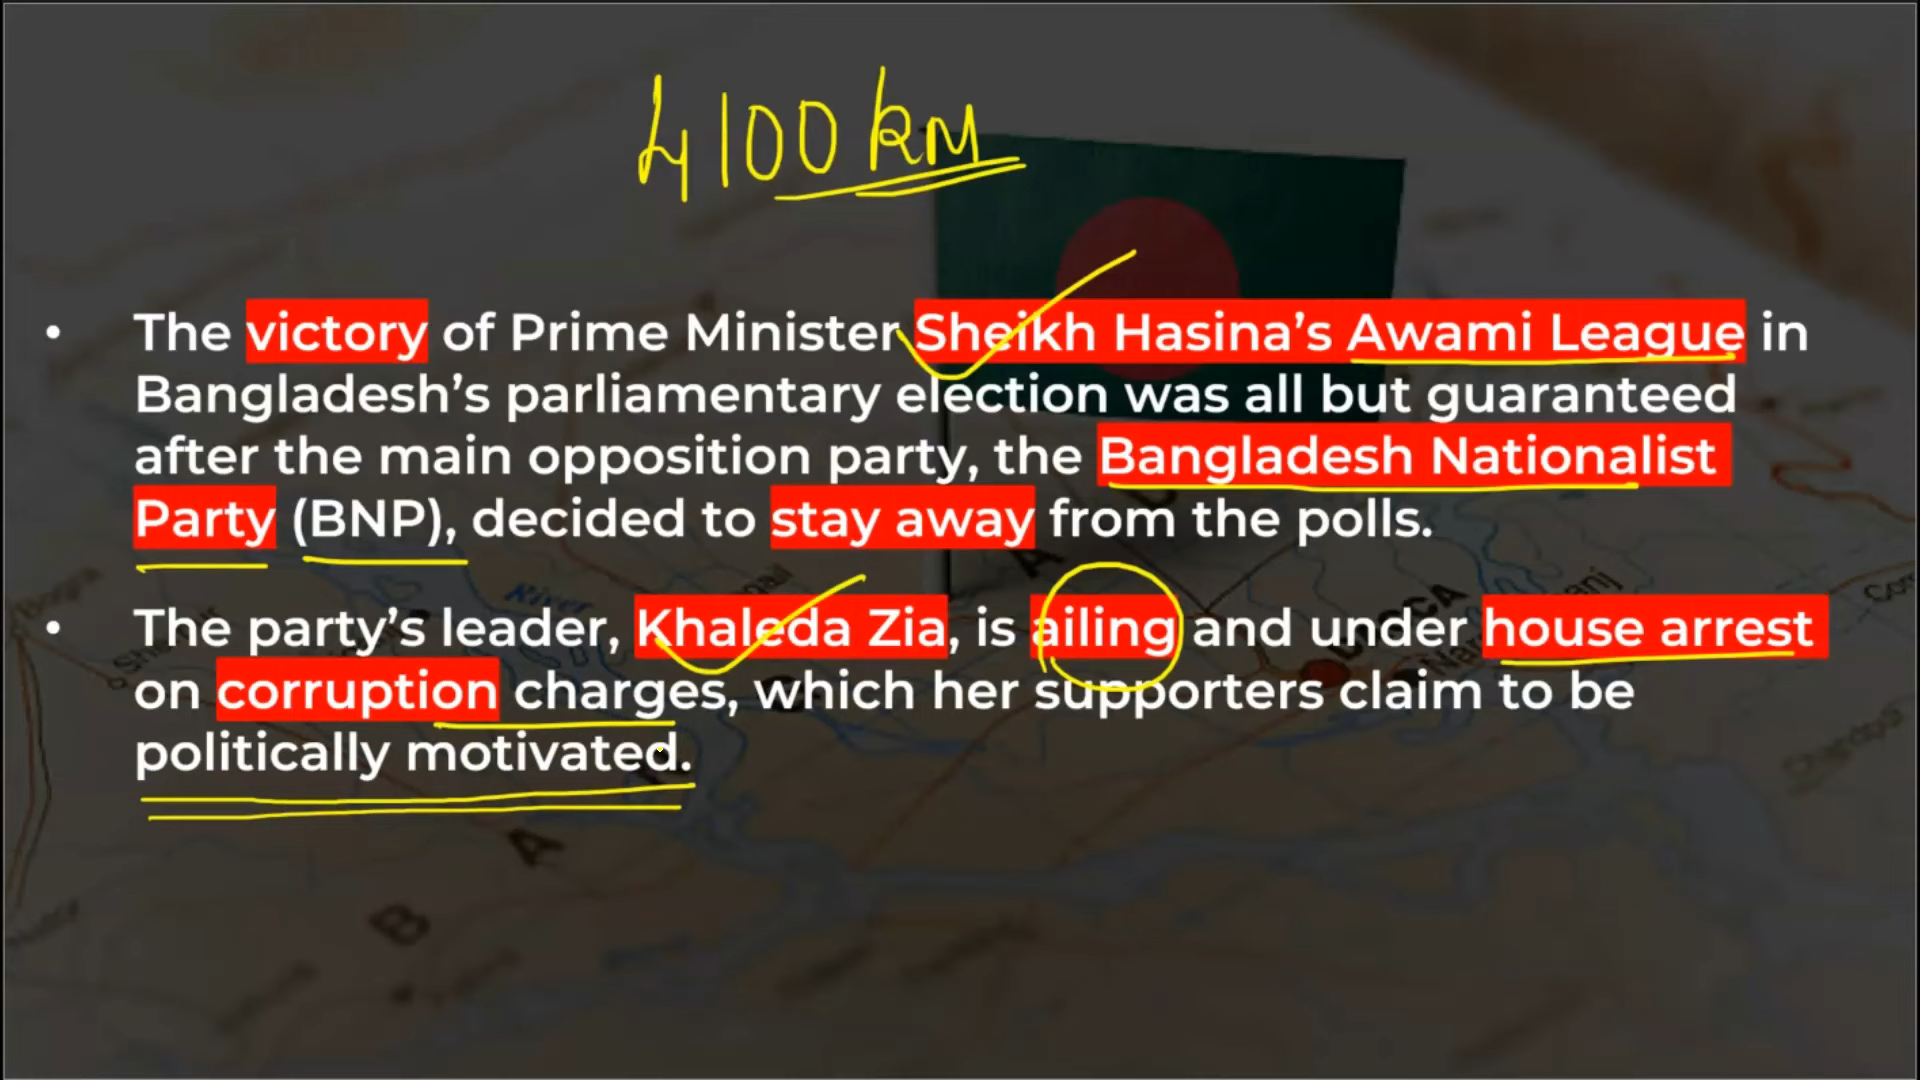 4100 km
• The victory of Prime Minister Sheikh Hasina’s Awami League in
Bangladesh’s parliamentary election was all but guaranteed
after the main opposition party, the Bangladesh Nationalist
Party (BNP), decided to stay away from the polls.
• The party’s leader, Khaleda Zia, is ailing and under house arrest
on corruption charges, which her supporters claim to be
politically motivated.
River
B A